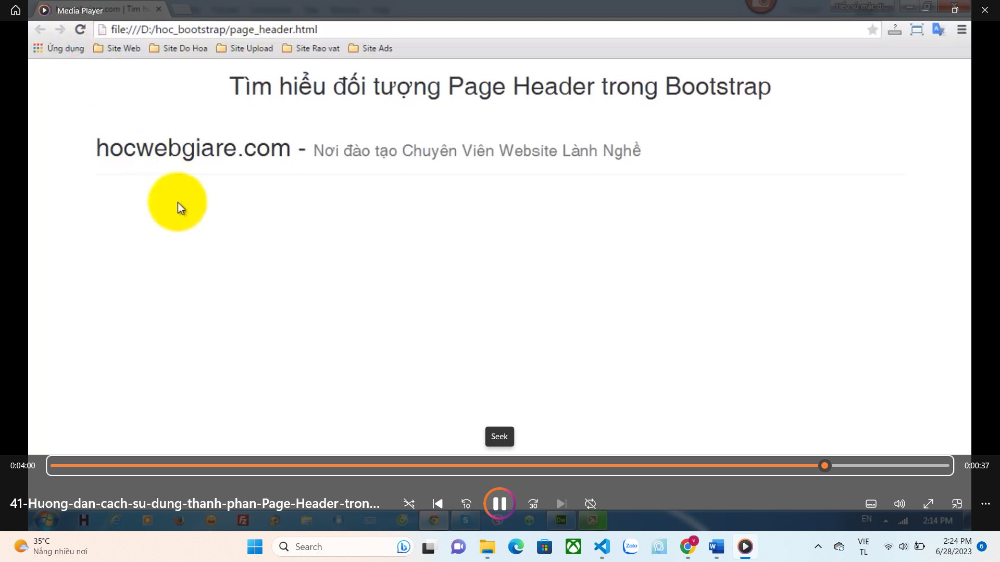 Media Player
file:///D:/hoc_bootstrap/page_header.html
Ứng dụng Site Web Site Do Hoa Site Upload Site Rao vat Site Ads
Tìm hiểu đối tượng Page Header trong Bootstrap
hocwebgiare.com - Nơi đào tạo Chuyên Viên Website Lành Nghề
Seek
0:04:00 0:00:37
41-Huong-dan-cach-su-dung-thanh-phan-Page-Header-tron...
10 30
EN 2:14 PM
35°C
Nắng nhiều nơi
Search
Zalo
VIE
TL
2:24 PM
6/28/2023
6